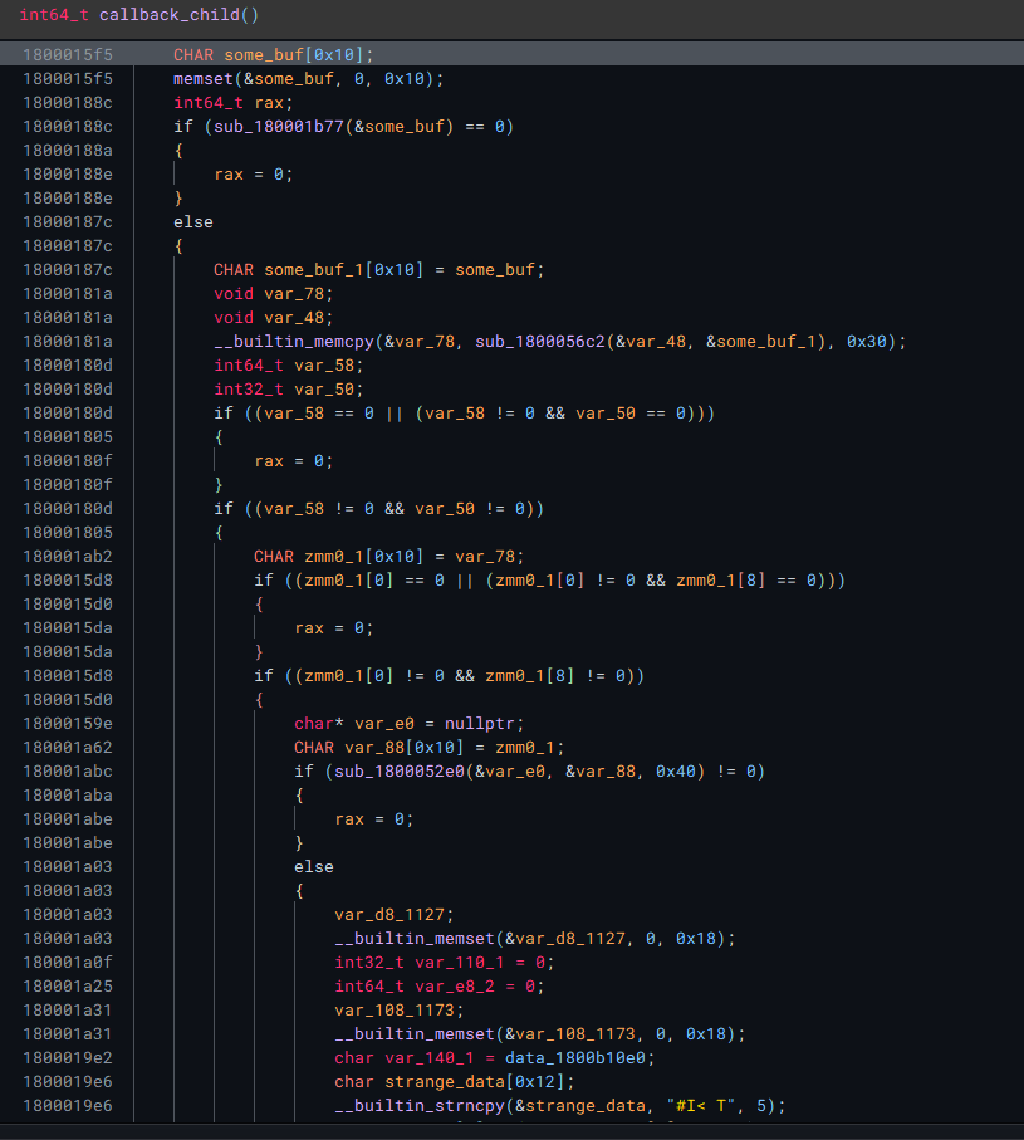 int64_t callback_child()
1800015f5 CHAR some_buf[0x10];
1800015f5 memset(&some_buf, 0, 0x10);
18000188c int64_t rax;
18000188c if (sub_180001b77(&some_buf) == 0)
18000188a {
18000188e rax = 0;
18000188e }
18000187c else
18000187c {
18000187c CHAR some_buf_1[0x10] = some_buf;
18000181a void var_78;
18000181a void var_48;
18000181a __builtin_memcpy(&var_78, sub_1800056c2(&var_48, &some_buf_1), 0x30);
18000180d int64_t var_58;
18000180d int32_t var_50;
18000180d if ((var_58 == 0 || (var_58 != 0 && var_50 == 0)))
180001805 {
18000180f rax = 0;
18000180f }
18000180d if ((var_58 != 0 && var_50 != 0))
180001805 {
180001ab2 CHAR zmm0_1[0x10] = var_78;
1800015d8 if ((zmm0_1[0] == 0 || (zmm0_1[0] != 0 && zmm0_1[8] == 0)))
1800015d0 {
1800015da rax = 0;
1800015da }
1800015d8 if ((zmm0_1[0] != 0 && zmm0_1[8] != 0))
1800015d0 {
18000159e char* var_e0 = nullptr;
180001a62 CHAR var_88[0x10] = zmm0_1;
180001abc if (sub_1800052e0(&var_e0, &var_88, 0x40) != 0)
180001aba {
180001abe rax = 0;
180001abe }
180001a03 else
180001a03 {
180001a03 var_d8_1127;
180001a03 __builtin_memset(&var_d8_1127, 0, 0x18);
180001a0f int32_t var_110_1 = 0;
180001a25 int64_t var_e8_2 = 0;
180001a31 var_108_1173;
180001a31 __builtin_memset(&var_108_1173, 0, 0x18);
1800019e2 char var_140_1 = data_1800b10e0;
1800019e6 char strange_data[0x12];
1800019e6 __builtin_strncpy(&strange_data, "#I< T", 5);